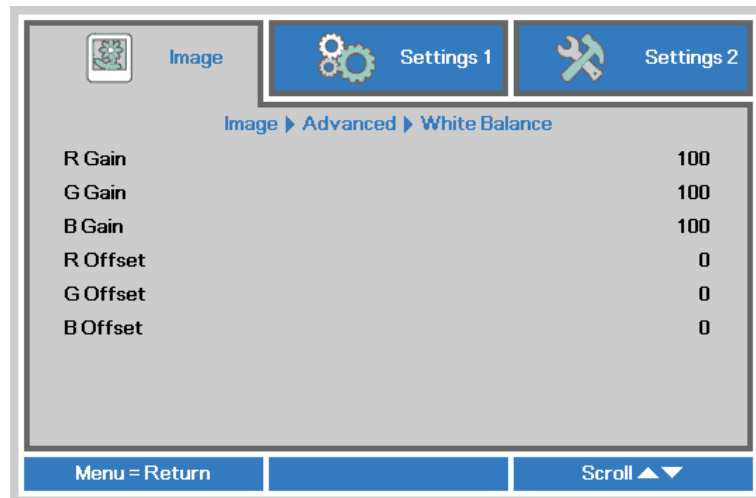 Image Settings 1 Settings 2
Image Advanced White Balance
R Gain 100
G Gain 100
B Gain 100
R Offset 0
G Offset 0
B Offset 0
Menu = Return Scroll